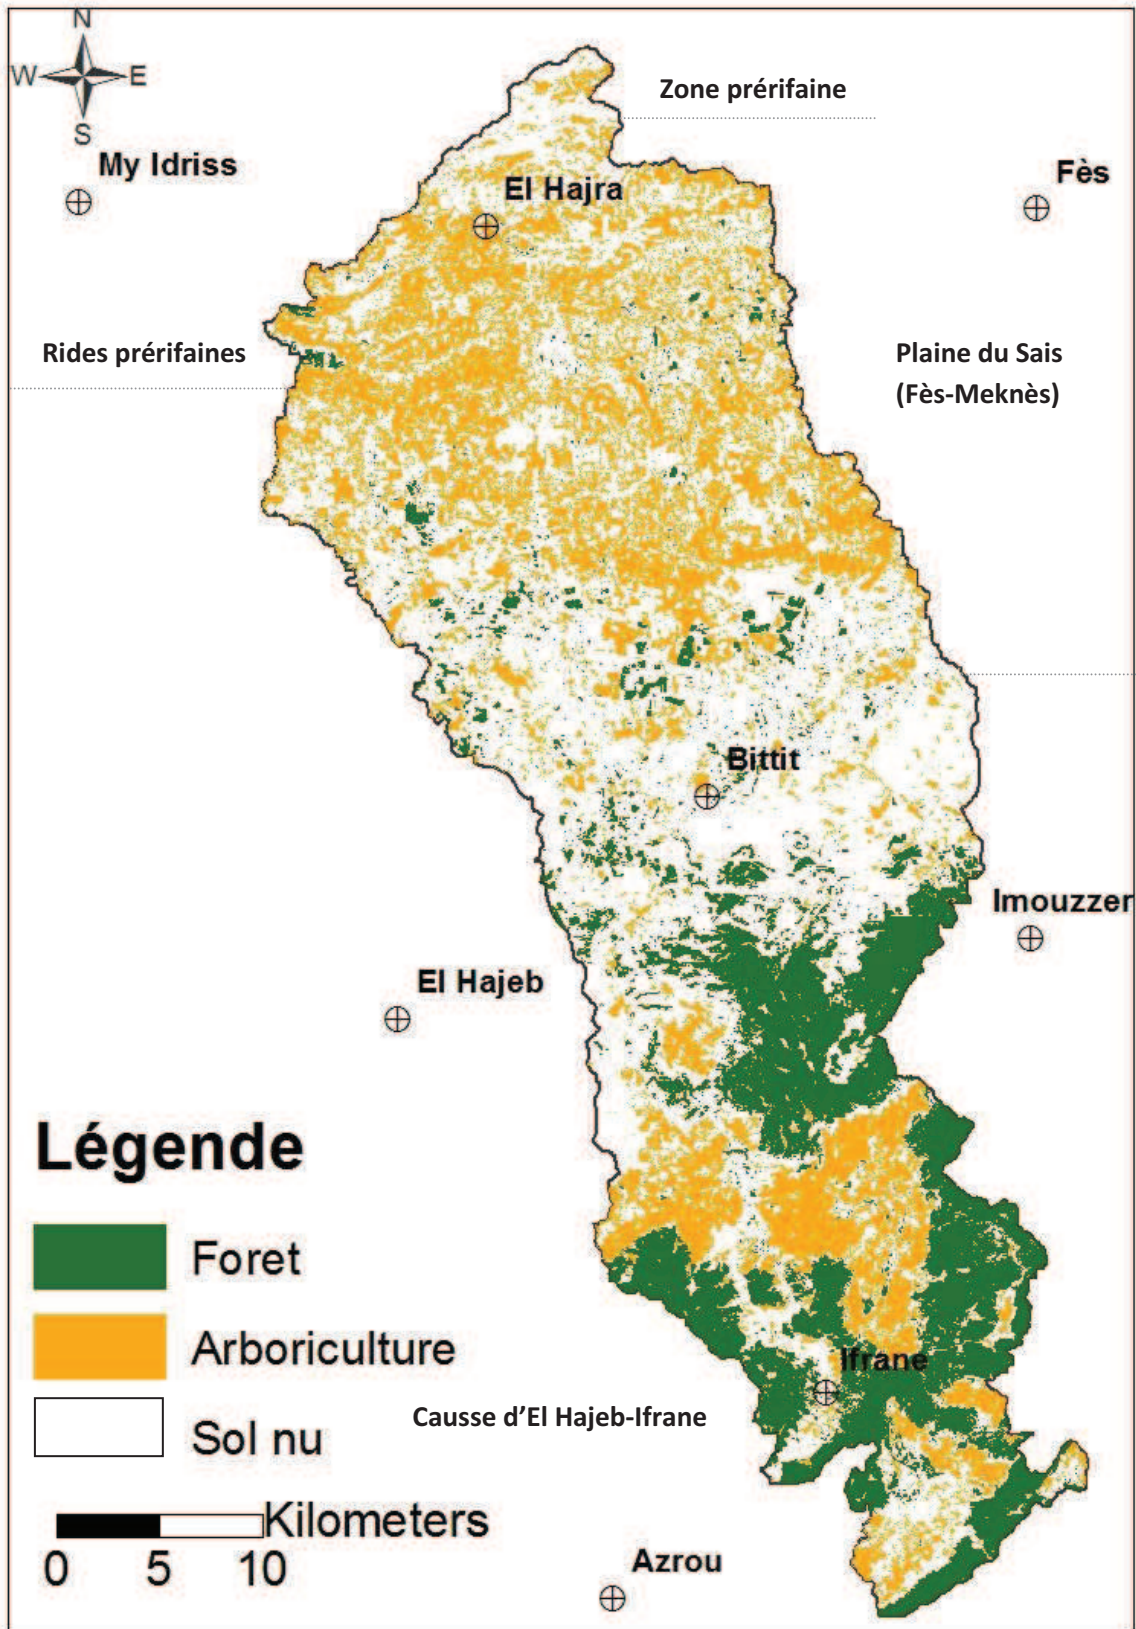 N
W E
S
Zone prérifaine
My Idriss
Fès
El Hajra
Rides prérifaines
Plaine du Sais
(Fès-Meknès)
Bittit
Imouzzer
El Hajeb
Légende
Foret
Arboriculture
Sol nu
Ifrane
Causse d’El Hajeb-Ifrane
Kilometers
0 5 10
Azrou